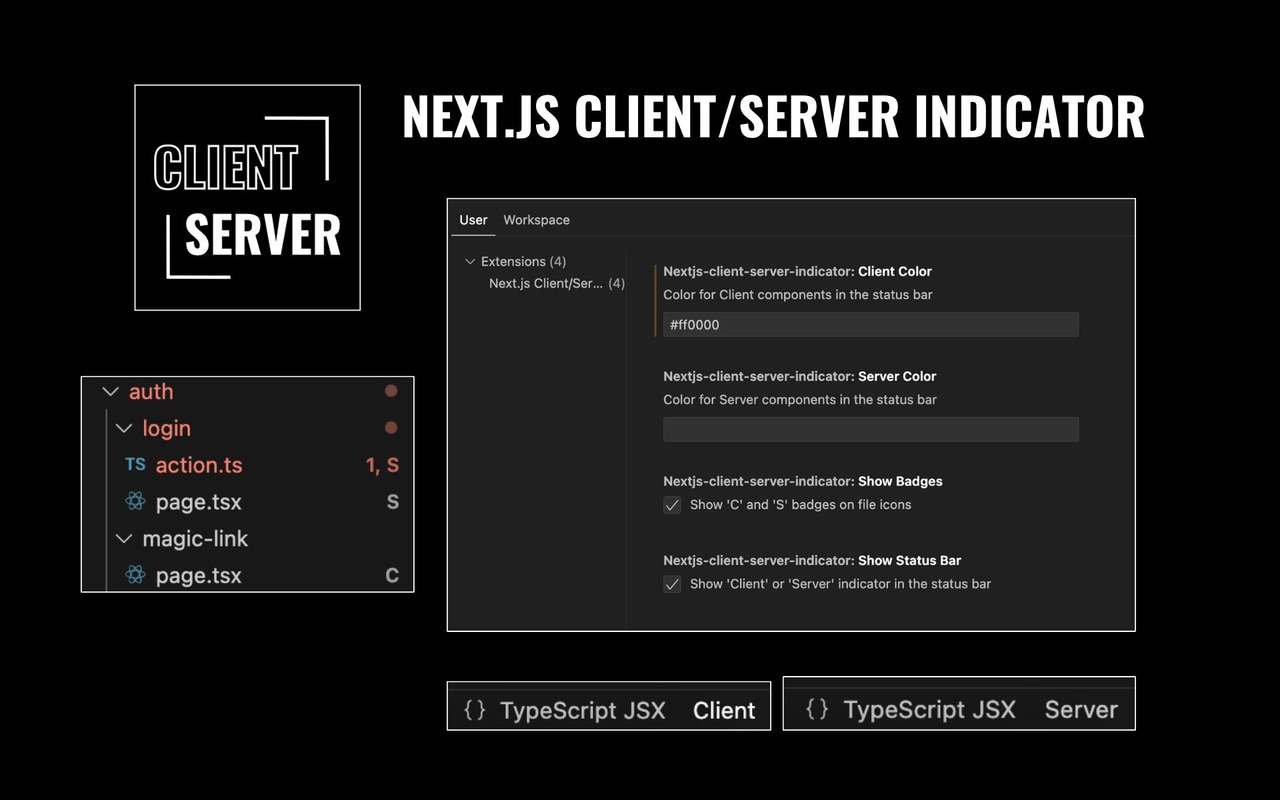 CLIENT
SERVER
NEXT.JS CLIENT/SERVER INDICATOR
auth
login
TS action.ts 1, S
page.tsx S
magic-link
page.tsx C
User Workspace
Extensions (4)
Next.js Client/Ser... (4)
Nextjs-client-server-indicator: Client Color
Color for Client components in the status bar
#ff0000
Nextjs-client-server-indicator: Server Color
Color for Server components in the status bar
Nextjs-client-server-indicator: Show Badges
Show 'C' and 'S' badges on file icons
Nextjs-client-server-indicator: Show Status Bar
Show 'Client' or 'Server' indicator in the status bar
{} TypeScript JSX Client
{} TypeScript JSX Server